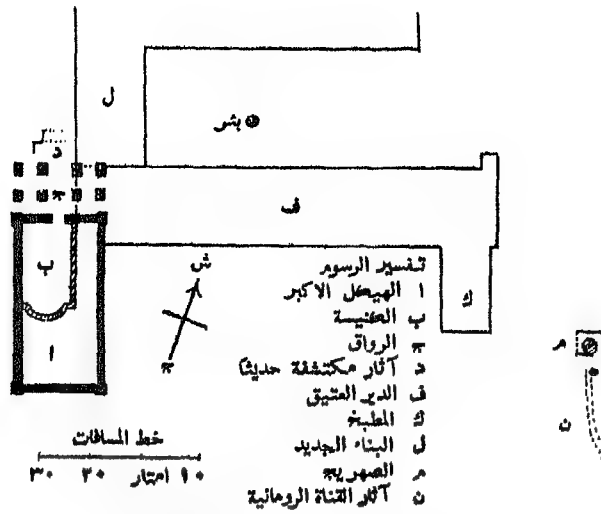 ل
بئر
د
ج
ف
ب
ا
ش
ج
ك
م
ن
تفسير الرسوم
ا الهيكل الاكبر
ب الكنيسة
ج الرواق
د آثار مكتشفة حديثا
ف الدير العتيق
ك المطبخ
ل البناء الجديد
م الصهريج
ن آثار القناة الرومانية
خط المسافات
٣٠ ٢٠ ١٠ امتار